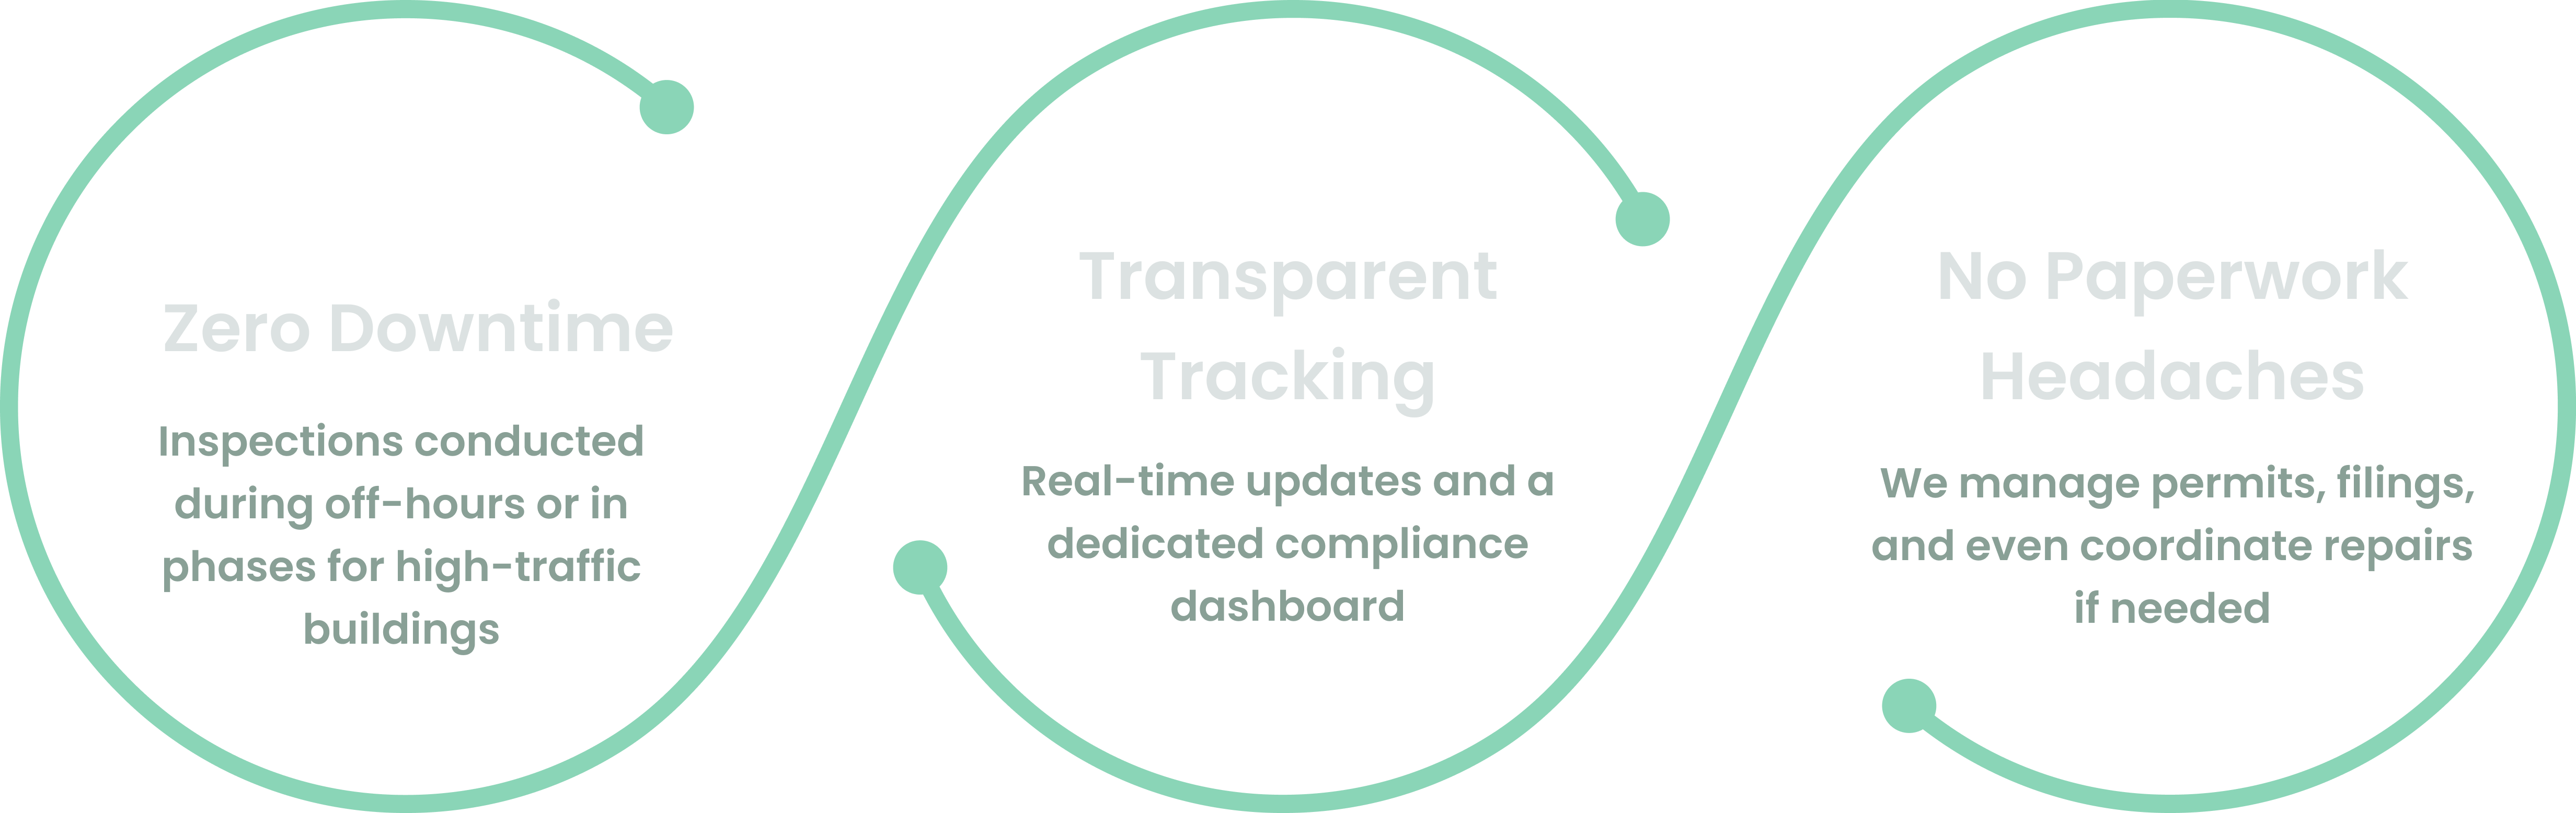 Zero Downtime
Inspections conducted
during off-hours or in
phases for high-traffic
buildings
Transparent
Tracking
Real-time updates and a
dedicated compliance
dashboard
No Paperwork
Headaches
We manage permits, filings,
and even coordinate repairs
if needed